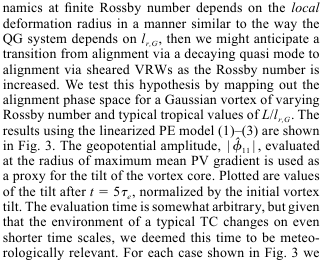 namics at finite Rossby number depends on the local
deformation radius in a manner similar to the way the
QG system depends on l_{r,G}, then we might anticipate a
transition from alignment via a decaying quasi mode to
alignment via sheared VRWs as the Rossby number is
increased. We test this hypothesis by mapping out the
alignment phase space for a Gaussian vortex of varying
Rossby number and typical tropical values of L/l_{r,G}. The
results using the linearized PE model (1)–(3) are shown
in Fig. 3. The geopotential amplitude, |φ̂₁₁|, evaluated
at the radius of maximum mean PV gradient is used as
a proxy for the tilt of the vortex core. Plotted are values
of the tilt after t = 5τₑ, normalized by the initial vortex
tilt. The evaluation time is somewhat arbitrary, but given
that the environment of a typical TC changes on even
shorter time scales, we deemed this time to be meteo-
rologically relevant. For each case shown in Fig. 3 we